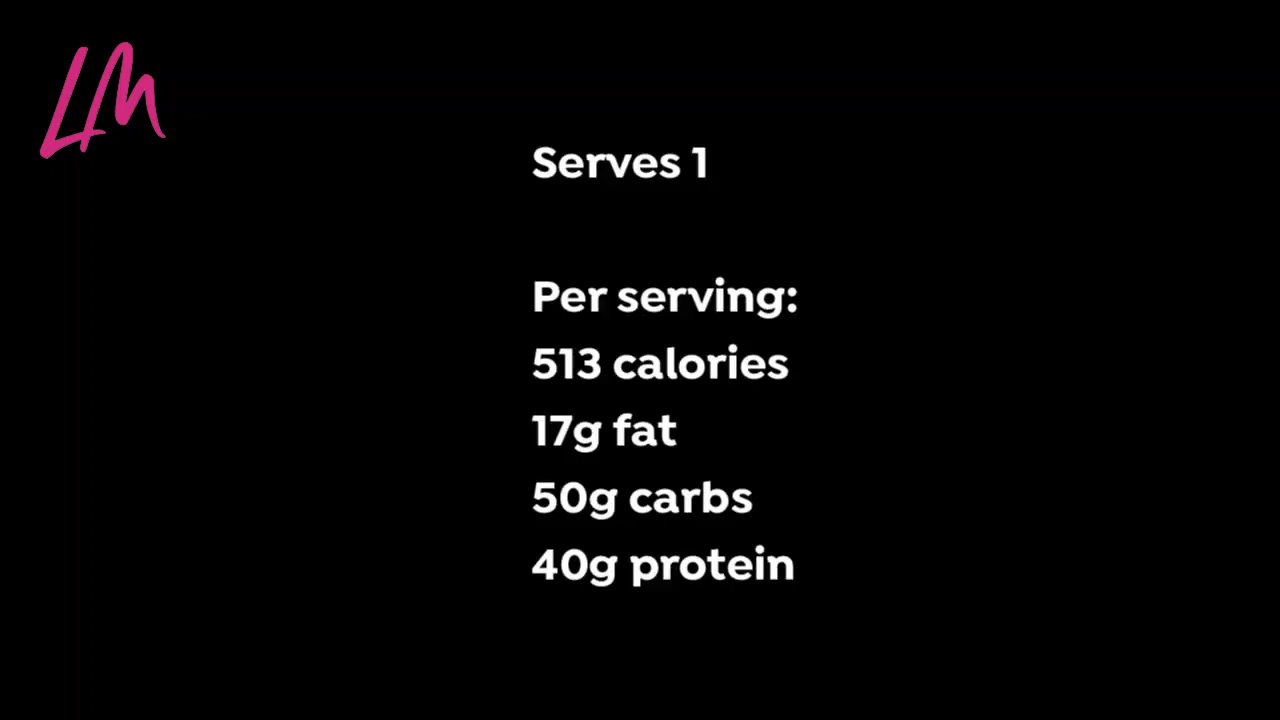 LM
Serves 1
Per serving:
513 calories
17g fat
50g carbs
40g protein